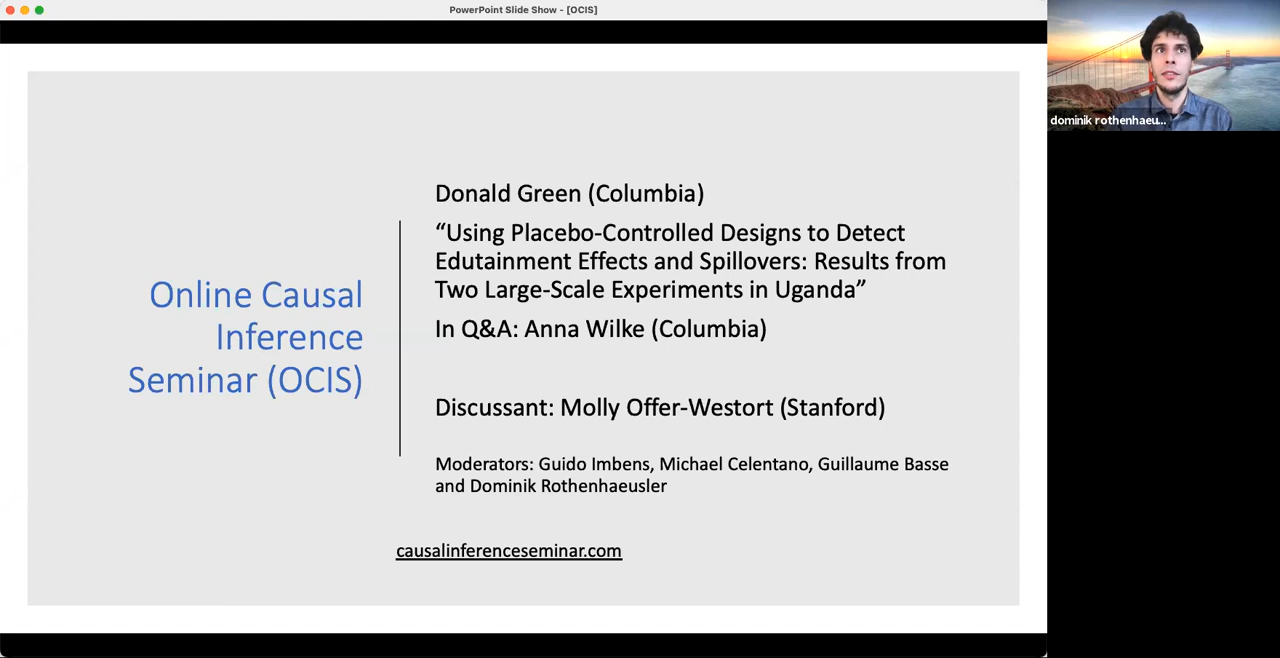 PowerPoint Slide Show - [OCIS]
dominik rothenhaeu...
Online Causal
Inference
Seminar (OCIS)
Donald Green (Columbia)
“Using Placebo-Controlled Designs to Detect
Edutainment Effects and Spillovers: Results from
Two Large-Scale Experiments in Uganda”
In Q&A: Anna Wilke (Columbia)
Discussant: Molly Offer-Westort (Stanford)
Moderators: Guido Imbens, Michael Celentano, Guillaume Basse
and Dominik Rothenhaeusler
causalinferenceseminar.com